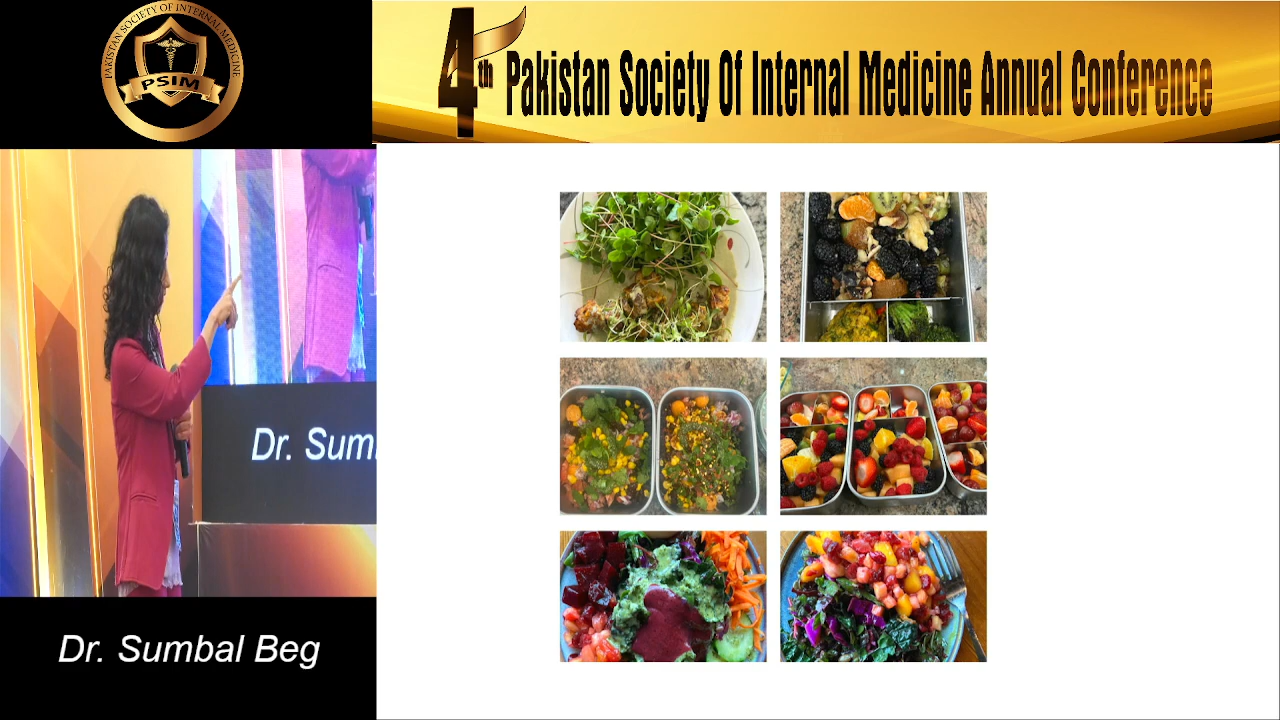 PAKISTAN SOCIETY OF INTERNAL MEDICINE
PSIM
4th Pakistan Society Of Internal Medicine Annual Conference
Dr. Sum
Dr. Sumbal Beg